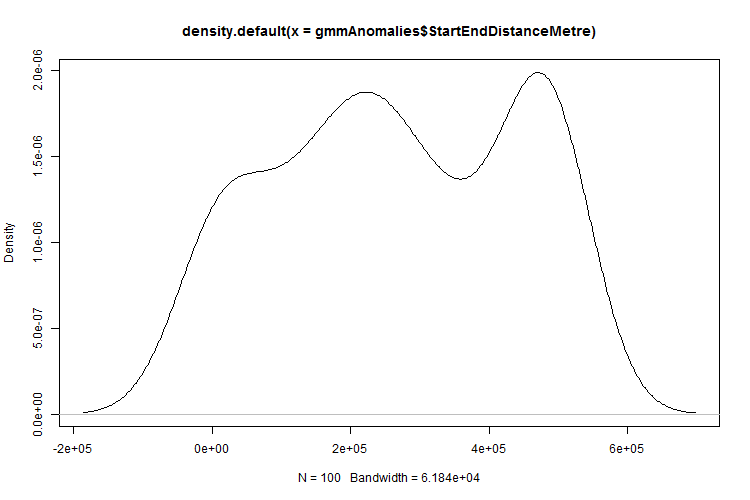 density.default(x = gmmAnomalies$StartEndDistanceMetre)
2.0e-06
1.5e-06
1.0e-06
5.0e-07
0.0e+00
Density
-2e+05 0e+00 2e+05 4e+05 6e+05
N = 100 Bandwidth = 6.184e+04